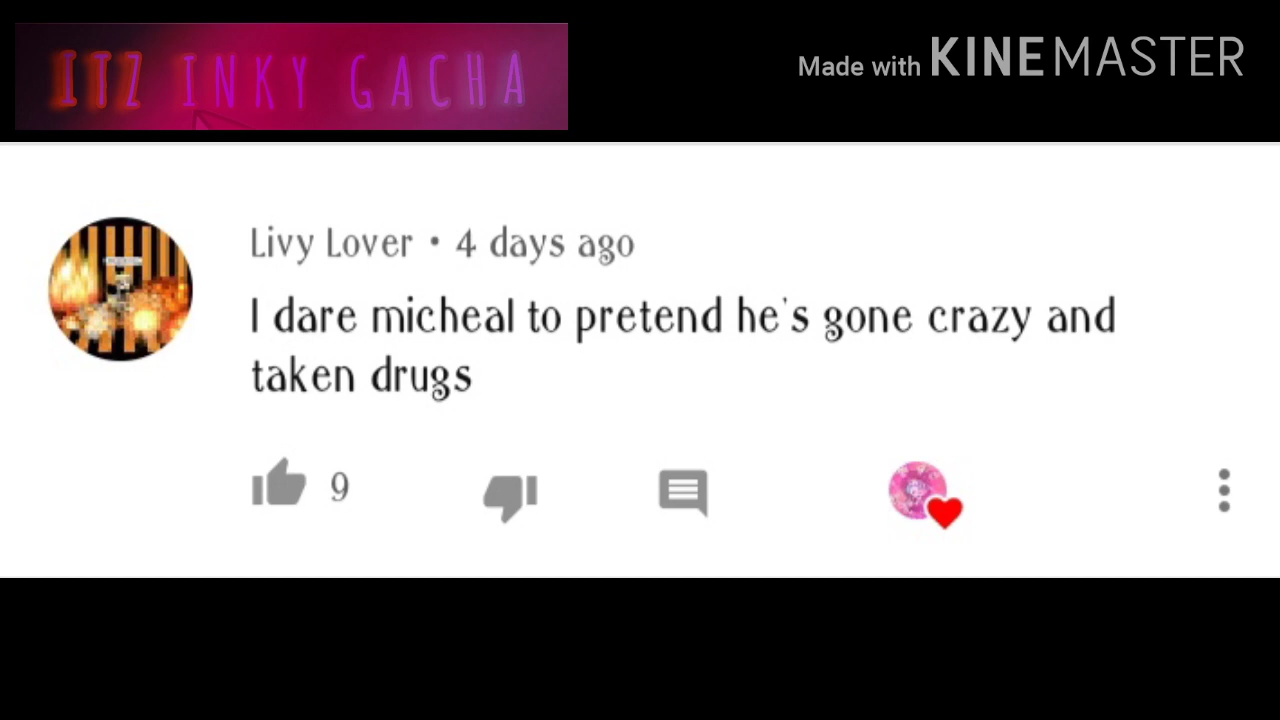 ITZ INKY GACHA
Made with KINEMASTER
Livy Lover • 4 days ago
I dare micheal to pretend he's gone crazy and
taken drugs
9